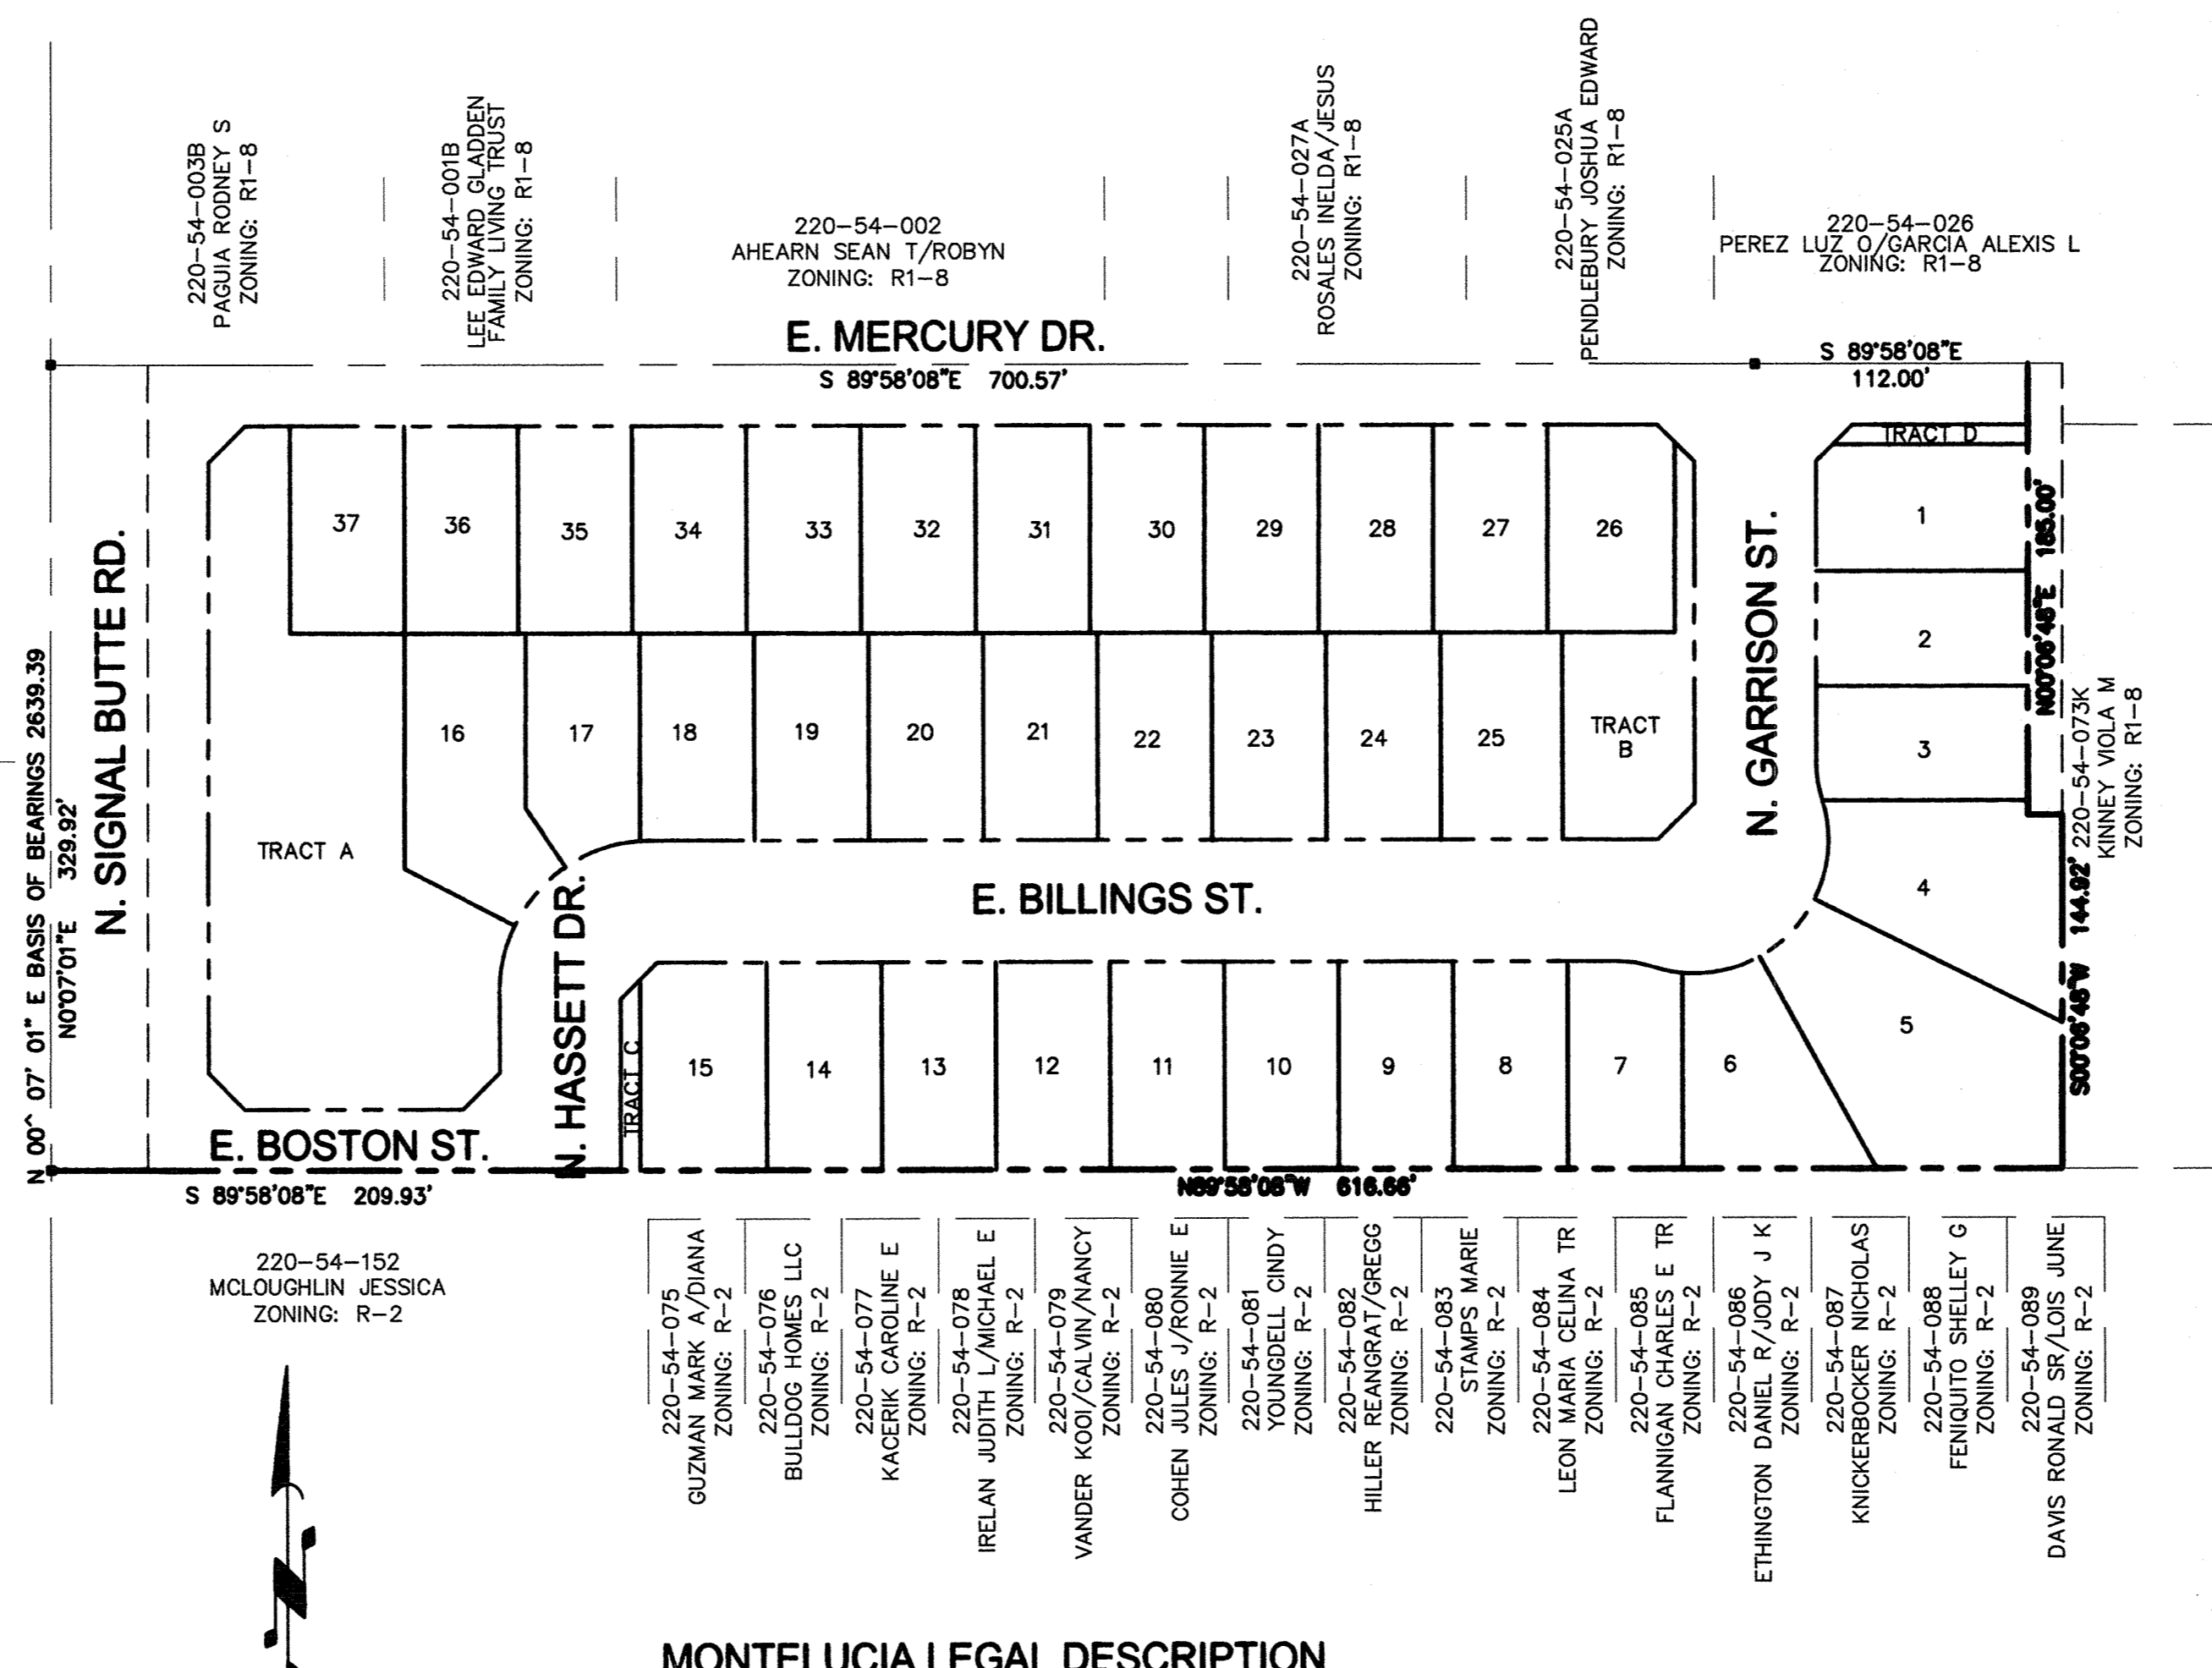 220-54-003B
PAGUIA RODNEY S
ZONING: R1-8
220-54-001B
LEE EDWARD GLADDEN
FAMILY LIVING TRUST
ZONING: R1-8
220-54-002
AHEARN SEAN T/ROBYN
ZONING: R1-8
220-54-027A
ROSALES INELDA/JESUS
ZONING: R1-8
220-54-025A
PENDLEBURY JOSHUA EDWARD
ZONING: R1-8
220-54-026
PEREZ LUZ O/GARCIA ALEXIS L
ZONING: R1-8
E. MERCURY DR.
S 89°58'08"E 700.57'
S 89°58'08"E
112.00'
TRACT D
37
36
35
34
33
32
31
30
29
28
27
26
1
2
3
4
5
N00°06'48"E 185.00'
220-54-073K
KINNEY VIOLA M
ZONING: R1-8
S00°06'48"W 144.92'
N. GARRISON ST.
N. SIGNAL BUTTE RD.
N 00^ 07' 01" E BASIS OF BEARINGS 2639.39
N0°07'01"E 329.92'
TRACT A
16
17
18
19
20
21
22
23
24
25
TRACT
B
E. BILLINGS ST.
N. HASSETT DR.
TRACT C
15
14
13
12
11
10
9
8
7
6
E. BOSTON ST.
S 89°58'08"E 209.93'
N89°58'08"W 616.66'
220-54-152
MCLOUGHLIN JESSICA
ZONING: R-2
220-54-075
GUZMAN MARK A/DIANA
ZONING: R-2
220-54-076
BULLDOG HOMES LLC
ZONING: R-2
220-54-077
KACERIK CAROLINE E
ZONING: R-2
220-54-078
IRELAN JUDITH L/MICHAEL E
ZONING: R-2
220-54-079
VANDER KOOI/CALVIN/NANCY
ZONING: R-2
220-54-080
COHEN JULES J/RONNIE E
ZONING: R-2
220-54-081
YOUNGDELL CINDY
ZONING: R-2
220-54-082
HILLER REANGRAT/GREGG
ZONING: R-2
220-54-083
STAMPS MARIE
ZONING: R-2
220-54-084
LEON MARIA CELINA TR
ZONING: R-2
220-54-085
FLANNIGAN CHARLES E TR
ZONING: R-2
220-54-086
ETHINGTON DANIEL R/JODY J K
ZONING: R-2
220-54-087
KNICKERBOCKER NICHOLAS
ZONING: R-2
220-54-088
FENIQUITO SHELLEY G
ZONING: R-2
220-54-089
DAVIS RONALD SR/LOIS JUNE
ZONING: R-2
N
MONTELUCIA LEGAL DESCRIPTION